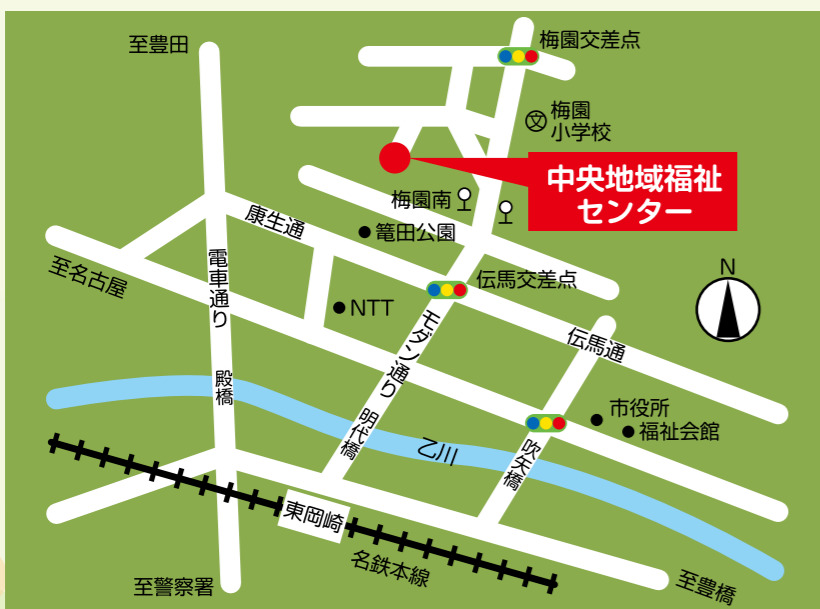 至豊田
梅園交差点
梅園
小学校
中央地域福祉
センター
梅園南
康生通
籠田公園
至名古屋
電車通り
N
伝馬交差点
NTT
モダン通り
伝馬通
殿橋
市役所
福祉会館
明代橋
乙川
吹矢橋
東岡崎
名鉄本線
至警察署
至豊橋